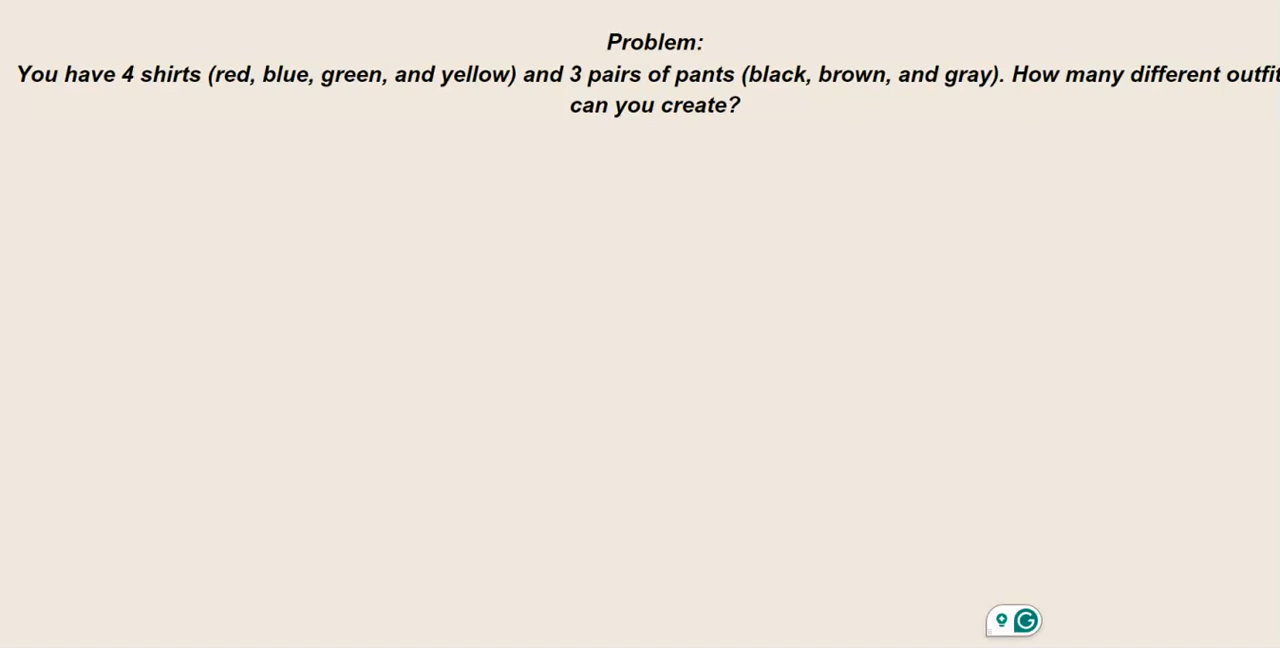 Problem:
You have 4 shirts (red, blue, green, and yellow) and 3 pairs of pants (black, brown, and gray). How many different outfit
can you create?